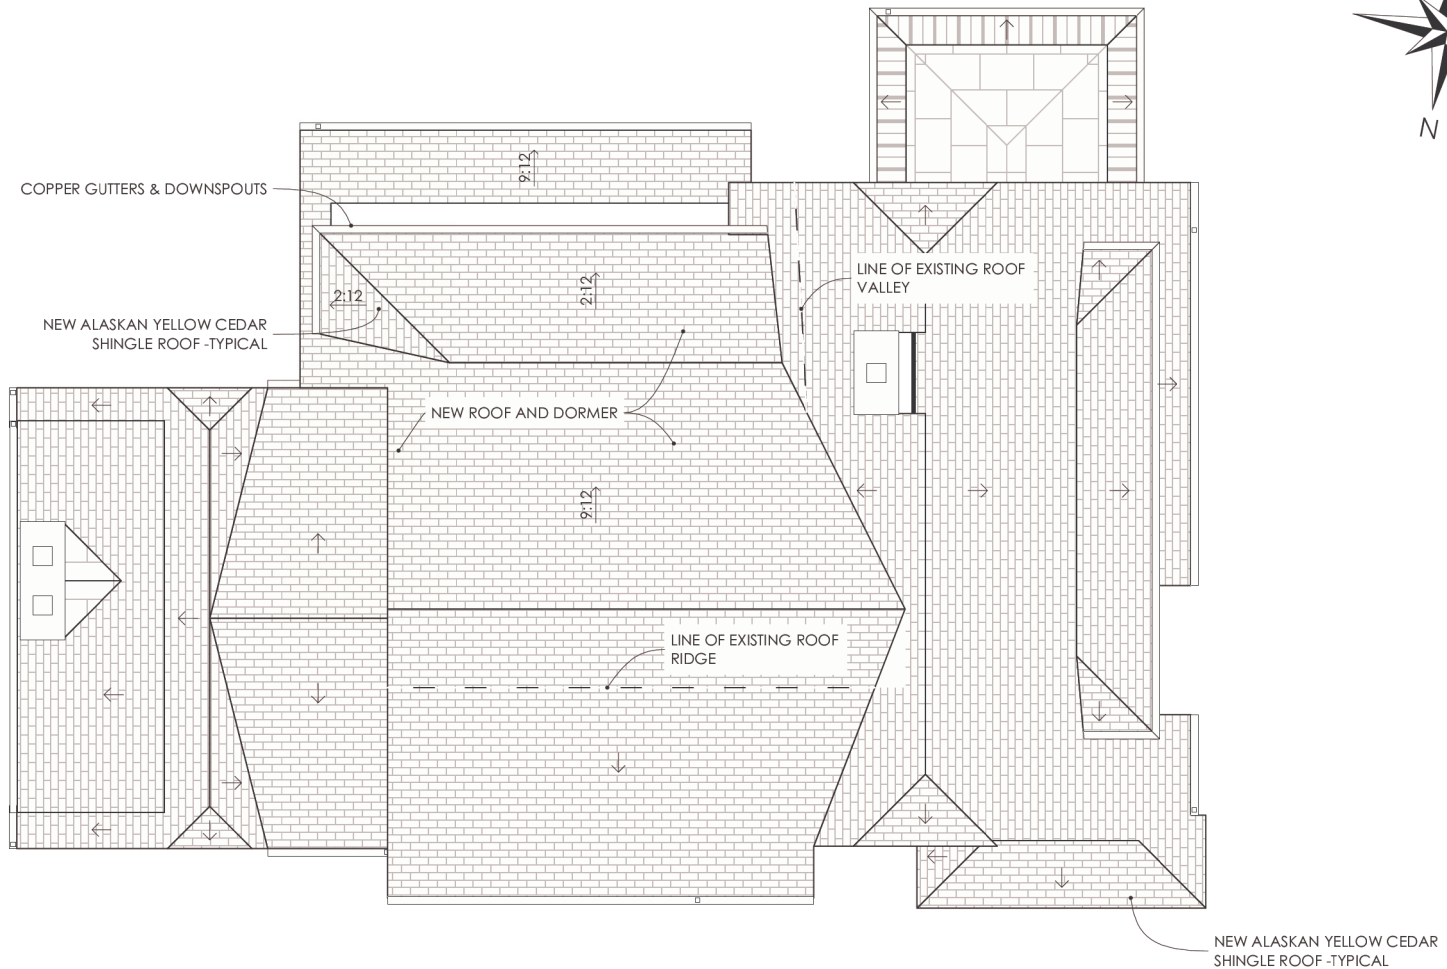 N
9:12
COPPER GUTTERS & DOWNSPOUTS
LINE OF EXISTING ROOF
VALLEY
2:12
2:12
NEW ALASKAN YELLOW CEDAR
SHINGLE ROOF -TYPICAL
NEW ROOF AND DORMER
9:12
LINE OF EXISTING ROOF
RIDGE
NEW ALASKAN YELLOW CEDAR
SHINGLE ROOF -TYPICAL